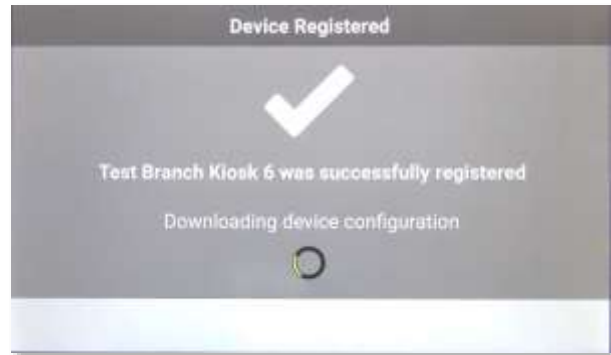 Device Registered
Test Branch Kiosk 6 was successfully registered
Downloading device configuration